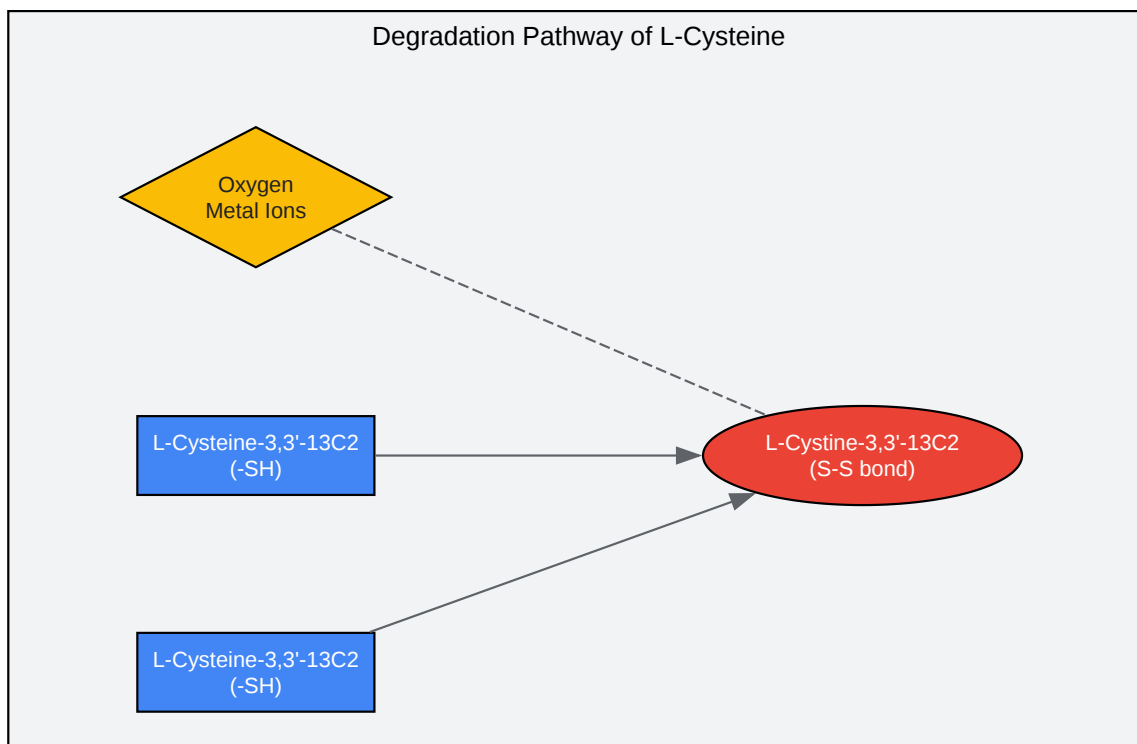 Degradation Pathway of L-Cysteine
Oxygen
Metal Ions
L-Cysteine-3,3'-13C2
(-SH)
L-Cystine-3,3'-13C2
(S-S bond)
L-Cysteine-3,3'-13C2
(-SH)